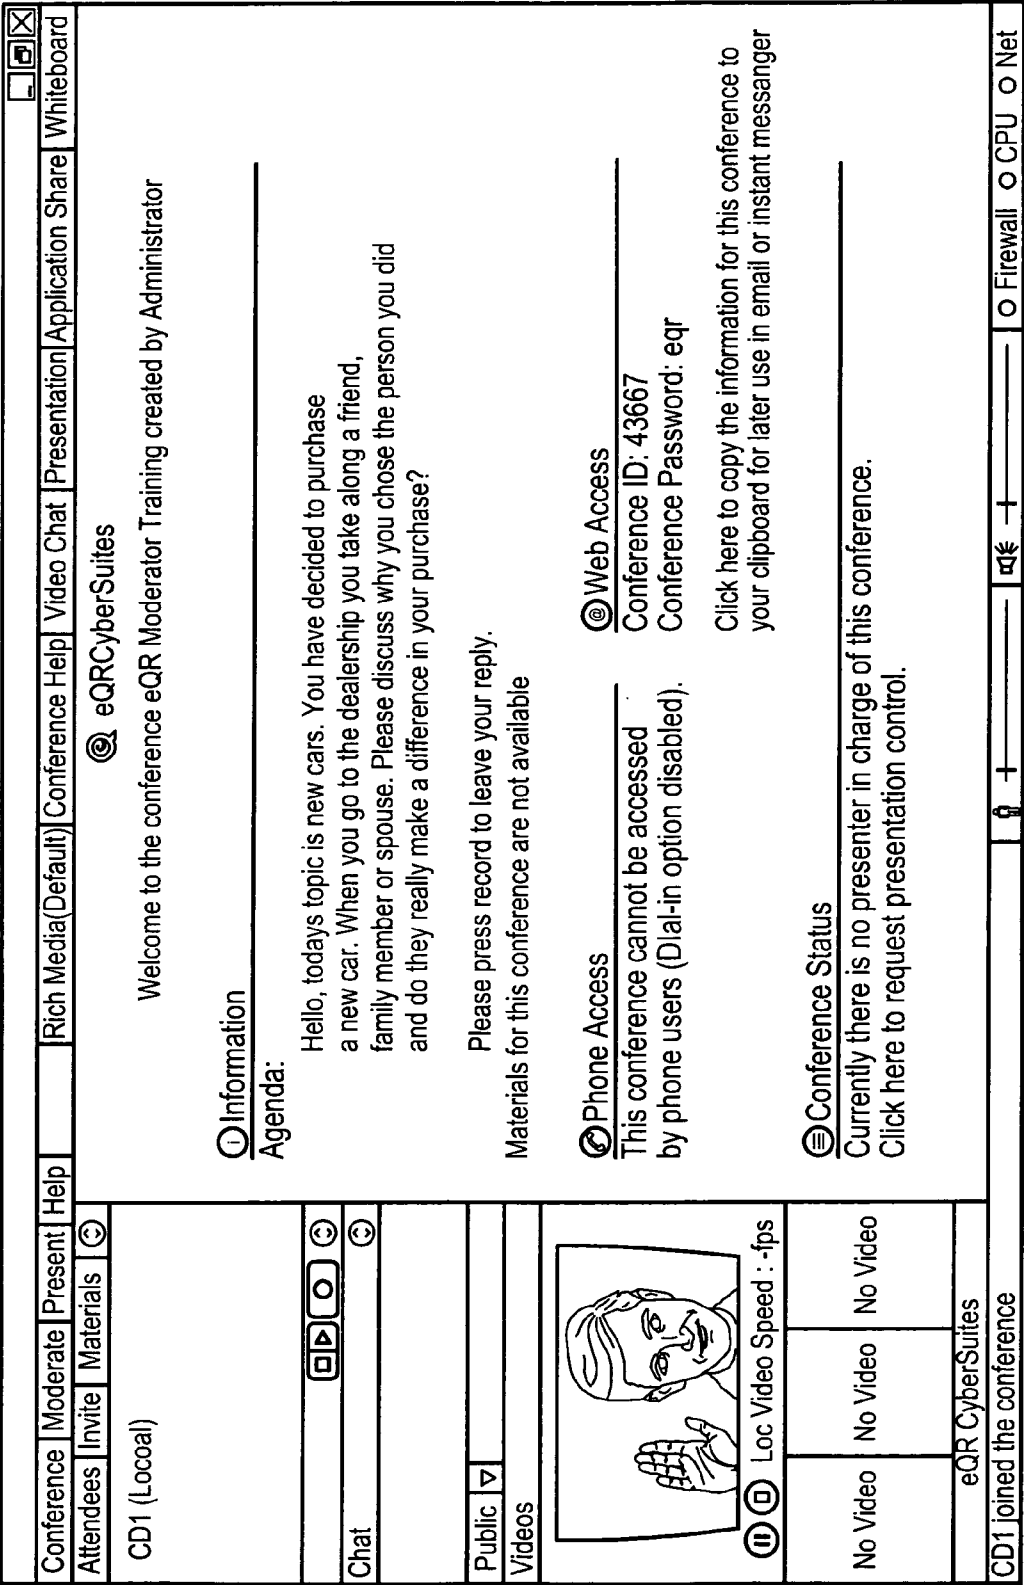 Conference Moderate Present Help Rich Media(Default) Conference Help Video Chat Presentation Application Share Whiteboard
Attendees Invite Materials
CD1 (Locoal)
Chat
Public
Videos
Loc Video Speed : -fps
No Video No Video No Video
eQR CyberSuites
eQRCyberSuites
Welcome to the conference eQR Moderator Training created by Administrator
Information
Agenda:
Hello, todays topic is new cars. You have decided to purchase
a new car. When you go to the dealership you take along a friend,
family member or spouse. Please discuss why you chose the person you did
and do they really make a difference in your purchase?
Please press record to leave your reply.
Materials for this conference are not available
Phone Access
This conference cannot be accessed
by phone users (Dlal-in option disabled).
@ Web Access
Conference ID: 43667
Conference Password: eqr
Click here to copy the information for this conference to
your clipboard for later use in email or instant messanger
Conference Status
Currently there is no presenter in charge of this conference.
Click here to request presentation control.
CD1 joined the conference Firewall CPU Net